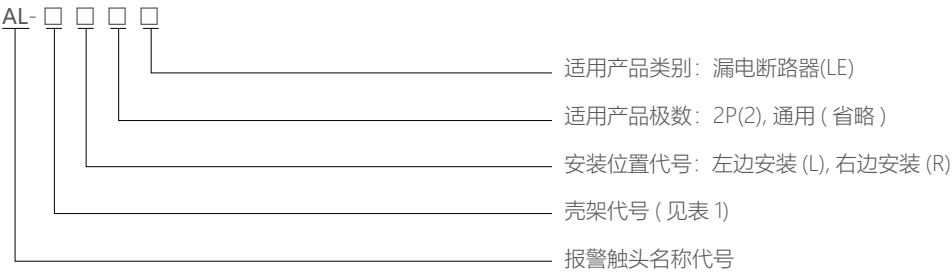 AL-□ □ □ □
适用产品类别：漏电断路器(LE)
适用产品极数：2P(2), 通用 ( 省略 )
安装位置代号：左边安装 (L), 右边安装 (R)
壳架代号 ( 见表 1)
报警触头名称代号